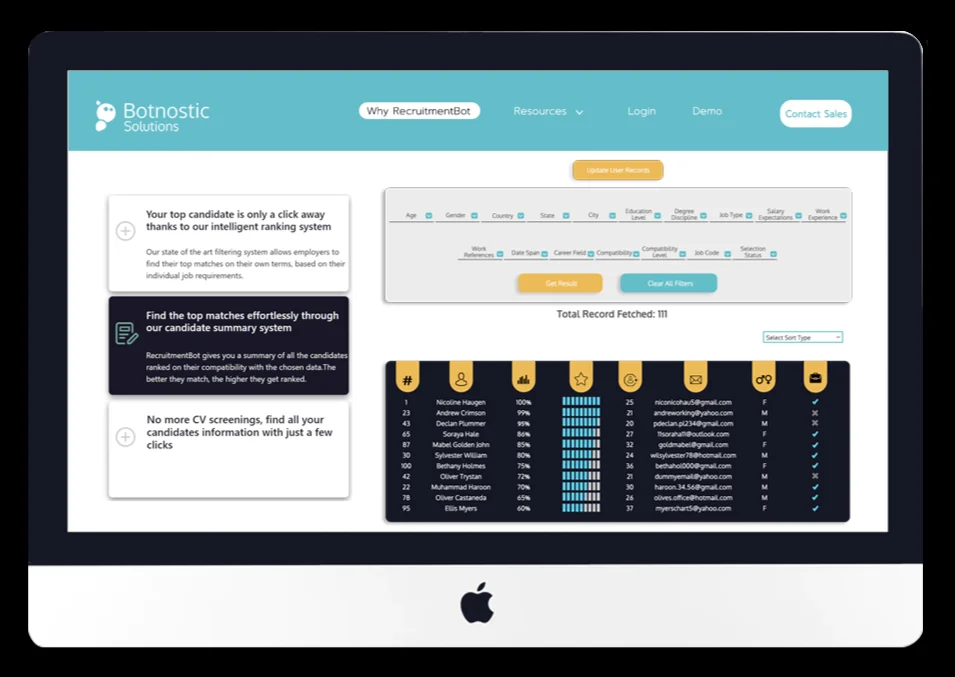 Botnostic
Solutions
Why RecruitmentBot
Resources
Login
Demo
Contact Sales
Your top candidate is only a click away
thanks to our intelligent ranking system
Our state of the art filtering system allows employers to
find their top matches on their own terms, based on their
individual job requirements.
Find the top matches effortlessly through
our candidate summary system
RecruitmentBot gives you a summary of all the candidates
ranked on their compatibility with the chosen data.The
better they match, the higher they get ranked.
No more CV screenings, find all your
candidates information with just a few
clicks
Update User Records
Age Gender Country State City Education Level Degree Discipline Job Type Salary Expectations Work Experience
Work References Date Span Career Field Compatibility Compatibility Level Job Code Selection Status
Get Result Clear All Filters
Total Record Fetched: 111
Select Sort Type
#
1 Nicoline Haugen 100% 25 niconicohau5@gmail.com F
23 Andrew Crimson 99% 21 andreworking@yahoo.com M
43 Declan Plummer 95% 20 pdeclan.pl234@gmail.com M
65 Soraya Hale 86% 27 11sorahall@outlook.com F
87 Mabel Golden John 85% 32 goldmabel@gmail.com F
30 Sylvester William 80% 24 wilsylvester78@hotmail.com M
100 Bethany Holmes 75% 36 bethahol000@gmail.com F
42 Oliver Trystan 72% 21 dummyemail@yahoo.com M
22 Muhammad Haroon 70% 30 haroon.34.56@gmail.com M
78 Oliver Castaneda 65% 26 olives.office@hotmail.com M
95 Ellis Myers 60% 37 myerschart5@yahoo.com F